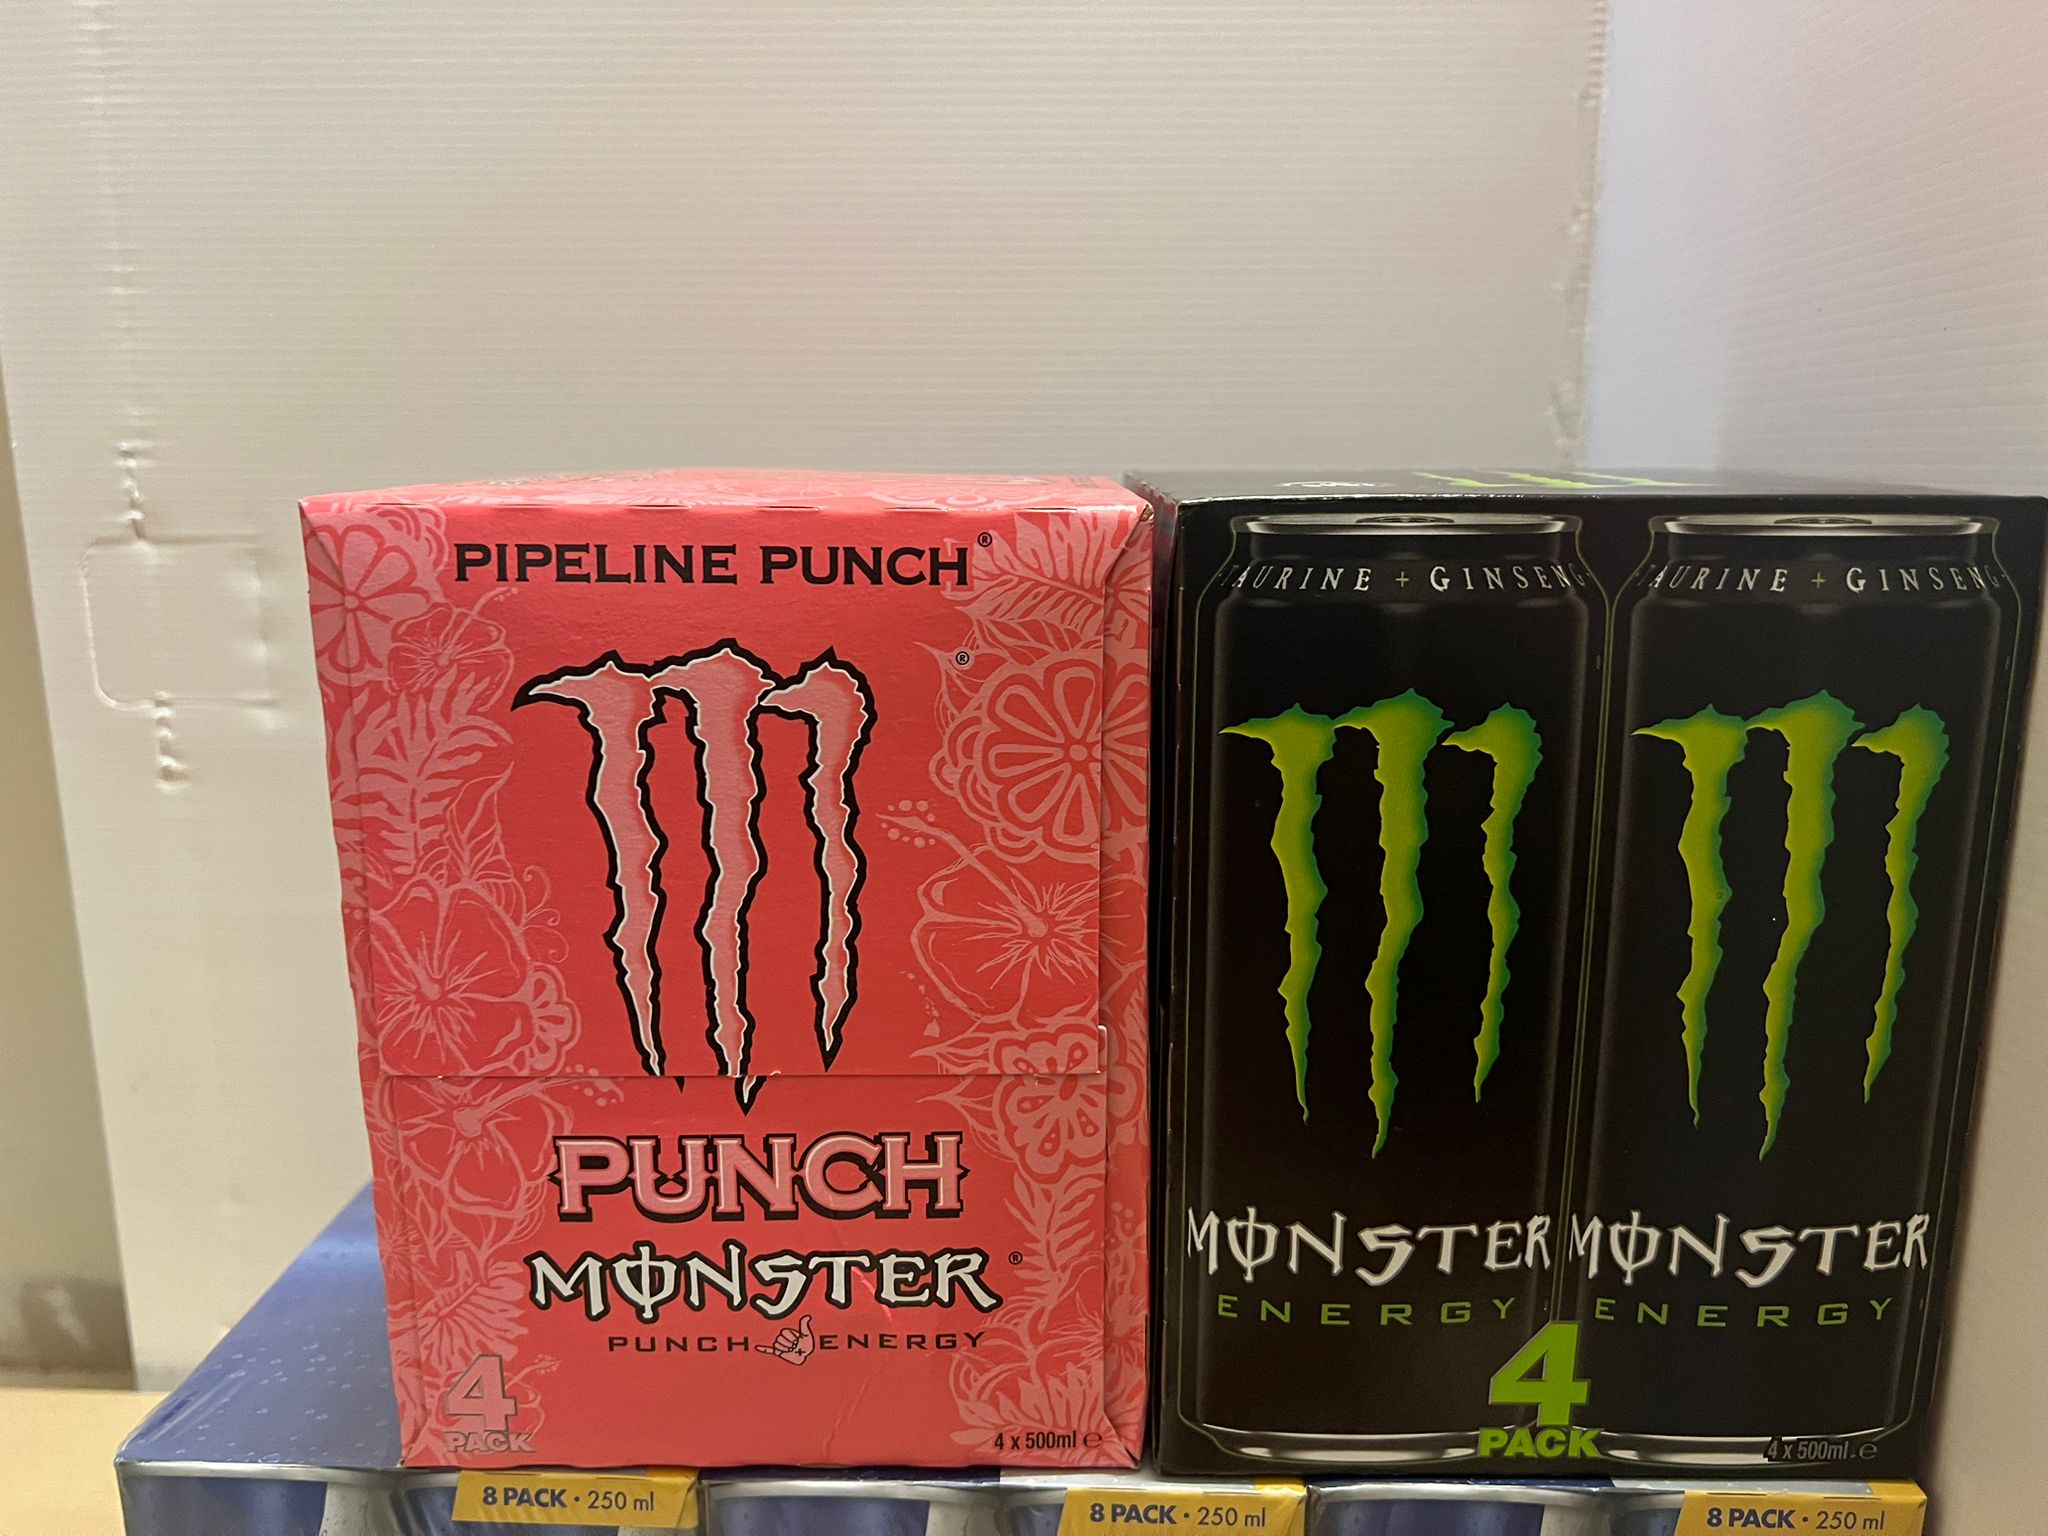 PIPELINE PUNCH®
®
PUNCH
MONSTER®
PUNCH ENERGY
4
PACK
4 x 500ml e
TAURINE + GINSENG
TAURINE + GINSENG
MONSTER
ENERGY
MONSTER
ENERGY
4
PACK
4 x 500ml e
8 PACK · 250 ml
8 PACK · 250 ml
8 PACK · 250 ml